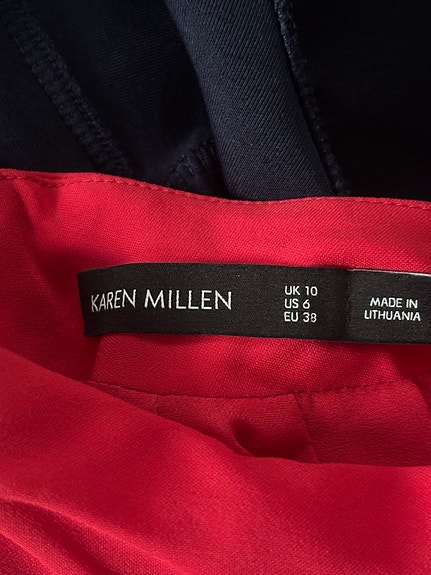 KAREN MILLEN
UK 10
US 6
EU 38
MADE IN
LITHUANIA